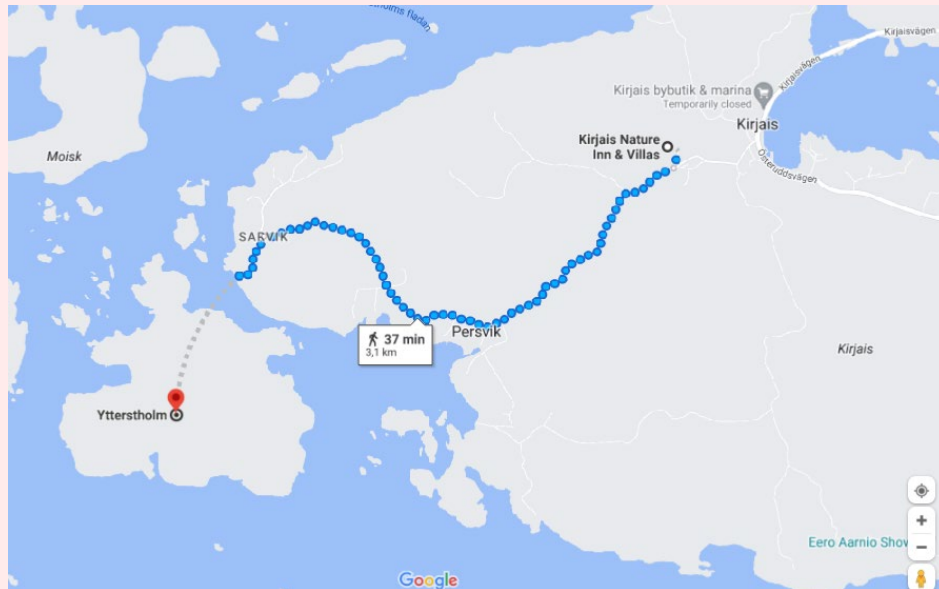 Kirjaisvägen
Kirjais bybutik & marina
Temporarily closed
Kirjaisvägen
Kirjais
Kirjais Nature
Inn & Villas
Österuddsvägen
Moisk
SARVIK
37 min
3,1 km
Persvik
Kirjais
Ytterstholm
Eero Aarnio Show
Google